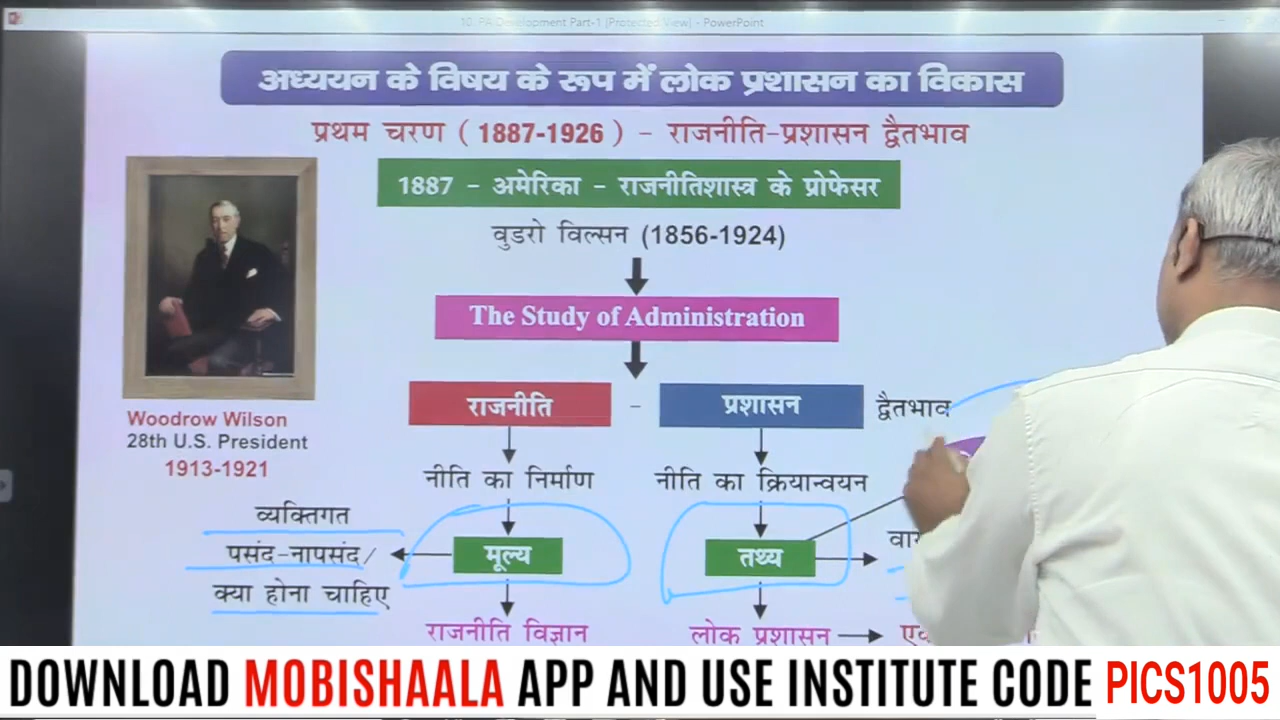 10. PA Development Part-1 [Protected View] - PowerPoint
अध्ययन के विषय के रूप में लोक प्रशासन का विकास
प्रथम चरण ( 1887-1926 ) - राजनीति-प्रशासन द्वैतभाव
1887 - अमेरिका - राजनीतिशास्त्र के प्रोफेसर
वुडरो विल्सन (1856-1924)
The Study of Administration
राजनीति - प्रशासन द्वैतभाव
Woodrow Wilson
28th U.S. President
1913-1921
नीति का निर्माण
नीति का क्रियान्वयन
व्यक्तिगत
पसंद-नापसंद/
क्या होना चाहिए
मूल्य
तथ्य
राजनीति विज्ञान
लोक प्रशासन
DOWNLOAD MOBISHAALA APP AND USE INSTITUTE CODE PICS1005